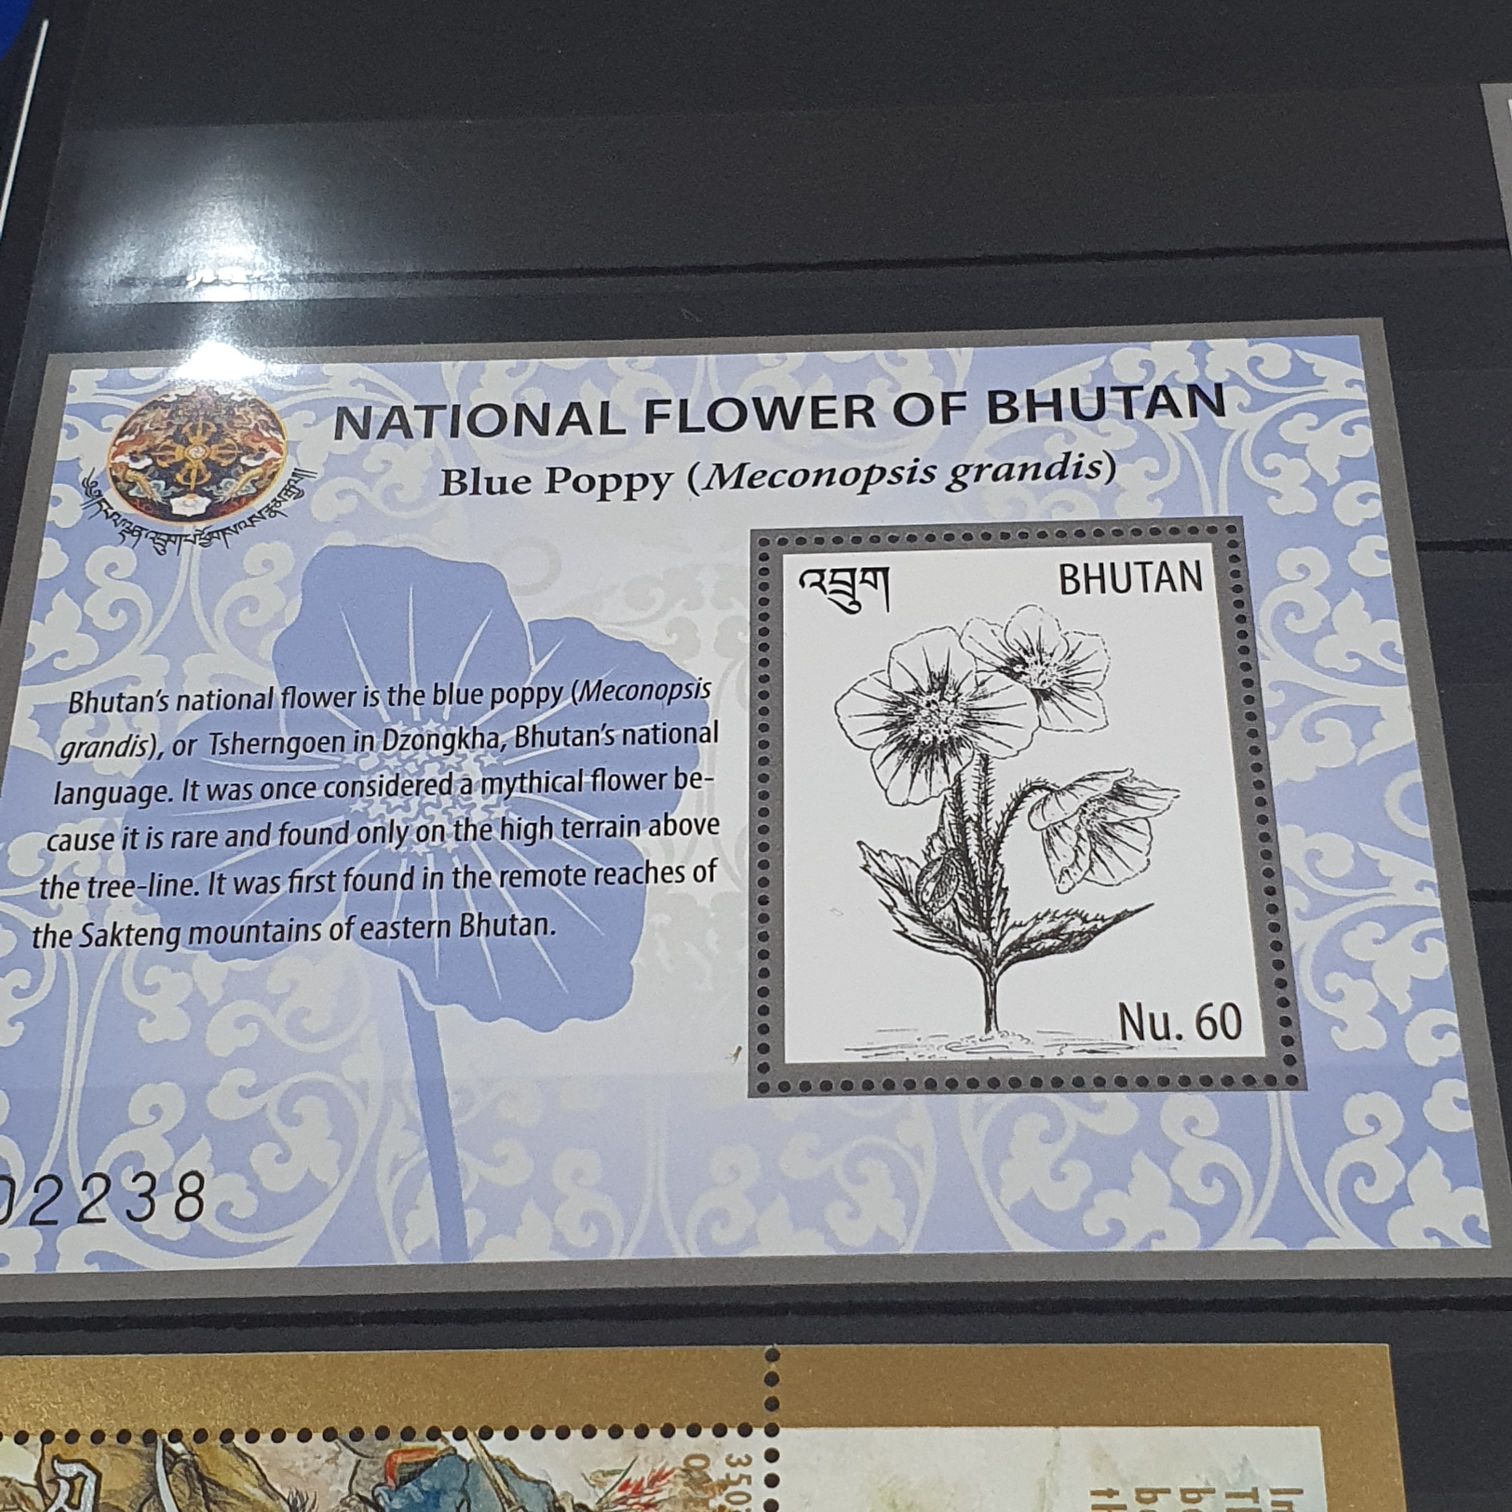 NATIONAL FLOWER OF BHUTAN
Blue Poppy (Meconopsis grandis)
འབྲུག
BHUTAN
Bhutan's national flower is the blue poppy (Meconopsis
grandis), or Tsherngoen in Dzongkha, Bhutan's national
language. It was once considered a mythical flower be-
cause it is rare and found only on the high terrain above
the tree-line. It was first found in the remote reaches of
the Sakteng mountains of eastern Bhutan.
Nu. 60
02238